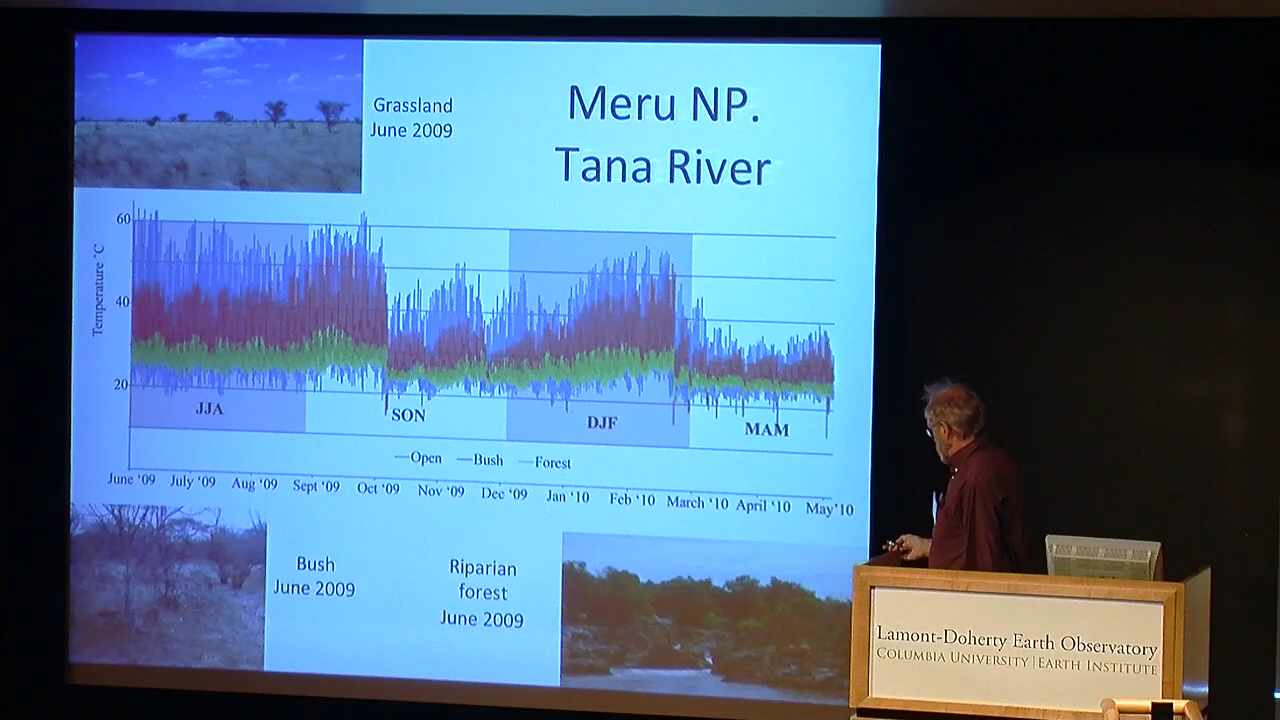 Grassland
June 2009
Meru NP.
Tana River
Temperature °C
60
40
20
JJA
SON
DJF
MAM
Open Bush Forest
June '09 July '09 Aug '09 Sept '09 Oct '09 Nov '09 Dec '09 Jan '10 Feb '10 March '10 April '10 May'10
Bush
June 2009
Riparian
forest
June 2009
Lamont-Doherty Earth Observatory
COLUMBIA UNIVERSITY | EARTH INSTITUTE